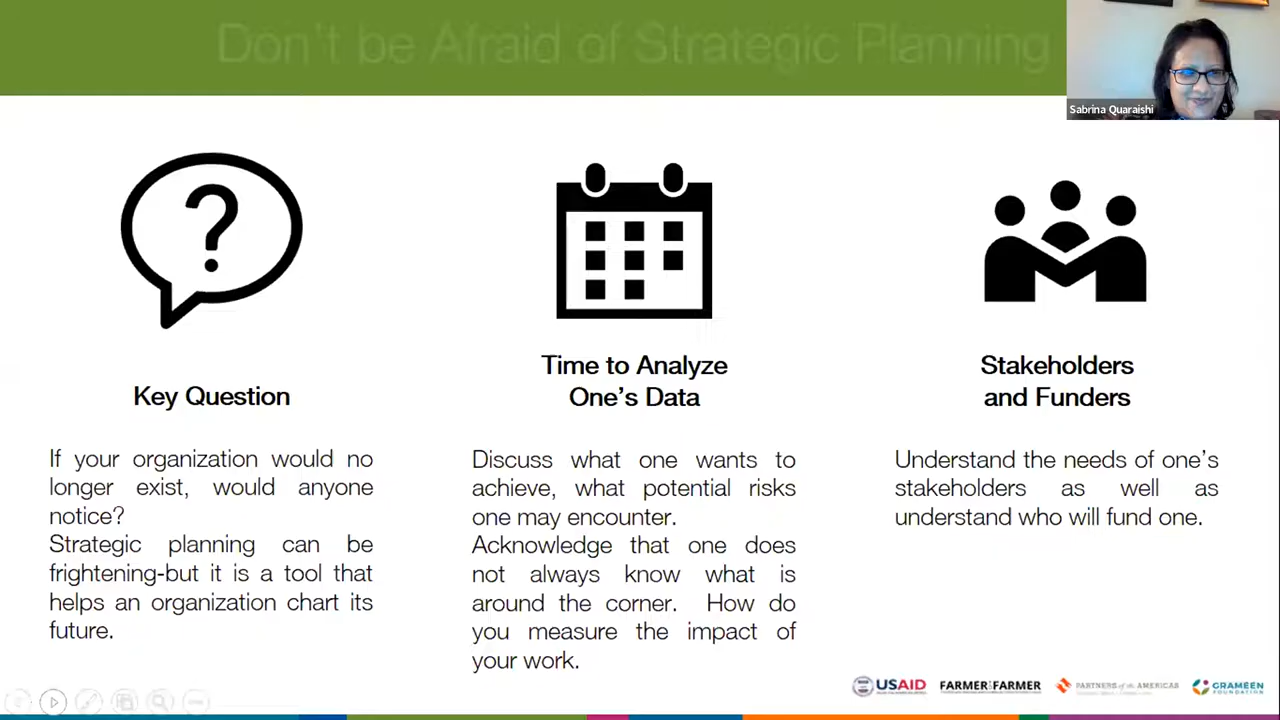 Don't be Afraid of Strategic Planning
Sabrina Quaraishi
Key Question
If your organization would no
longer exist, would anyone
notice?
Strategic planning can be
frightening-but it is a tool that
helps an organization chart its
future.
Time to Analyze
One's Data
Discuss what one wants to
achieve, what potential risks
one may encounter.
Acknowledge that one does
not always know what is
around the corner. How do
you measure the impact of
your work.
Stakeholders
and Funders
Understand the needs of one's
stakeholders as well as
understand who will fund one.
USAID
FARMER FARMER
PARTNERS of the AMERICAS
GRAMEEN
FOUNDATION